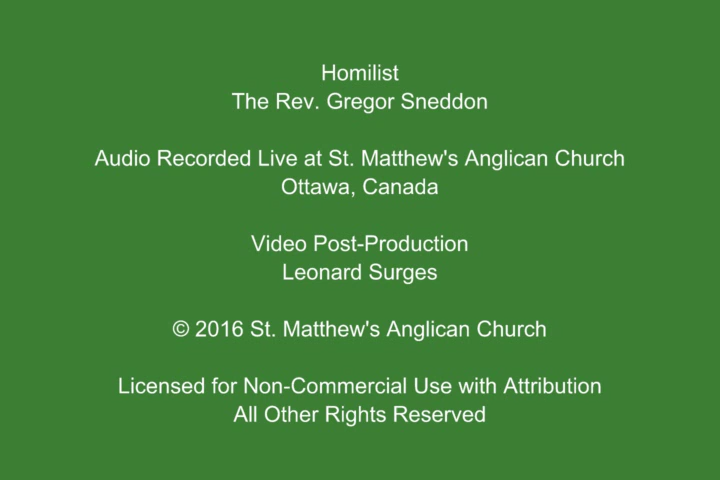 Homilist
The Rev. Gregor Sneddon
Audio Recorded Live at St. Matthew's Anglican Church
Ottawa, Canada
Video Post-Production
Leonard Surges
© 2016 St. Matthew's Anglican Church
Licensed for Non-Commercial Use with Attribution
All Other Rights Reserved